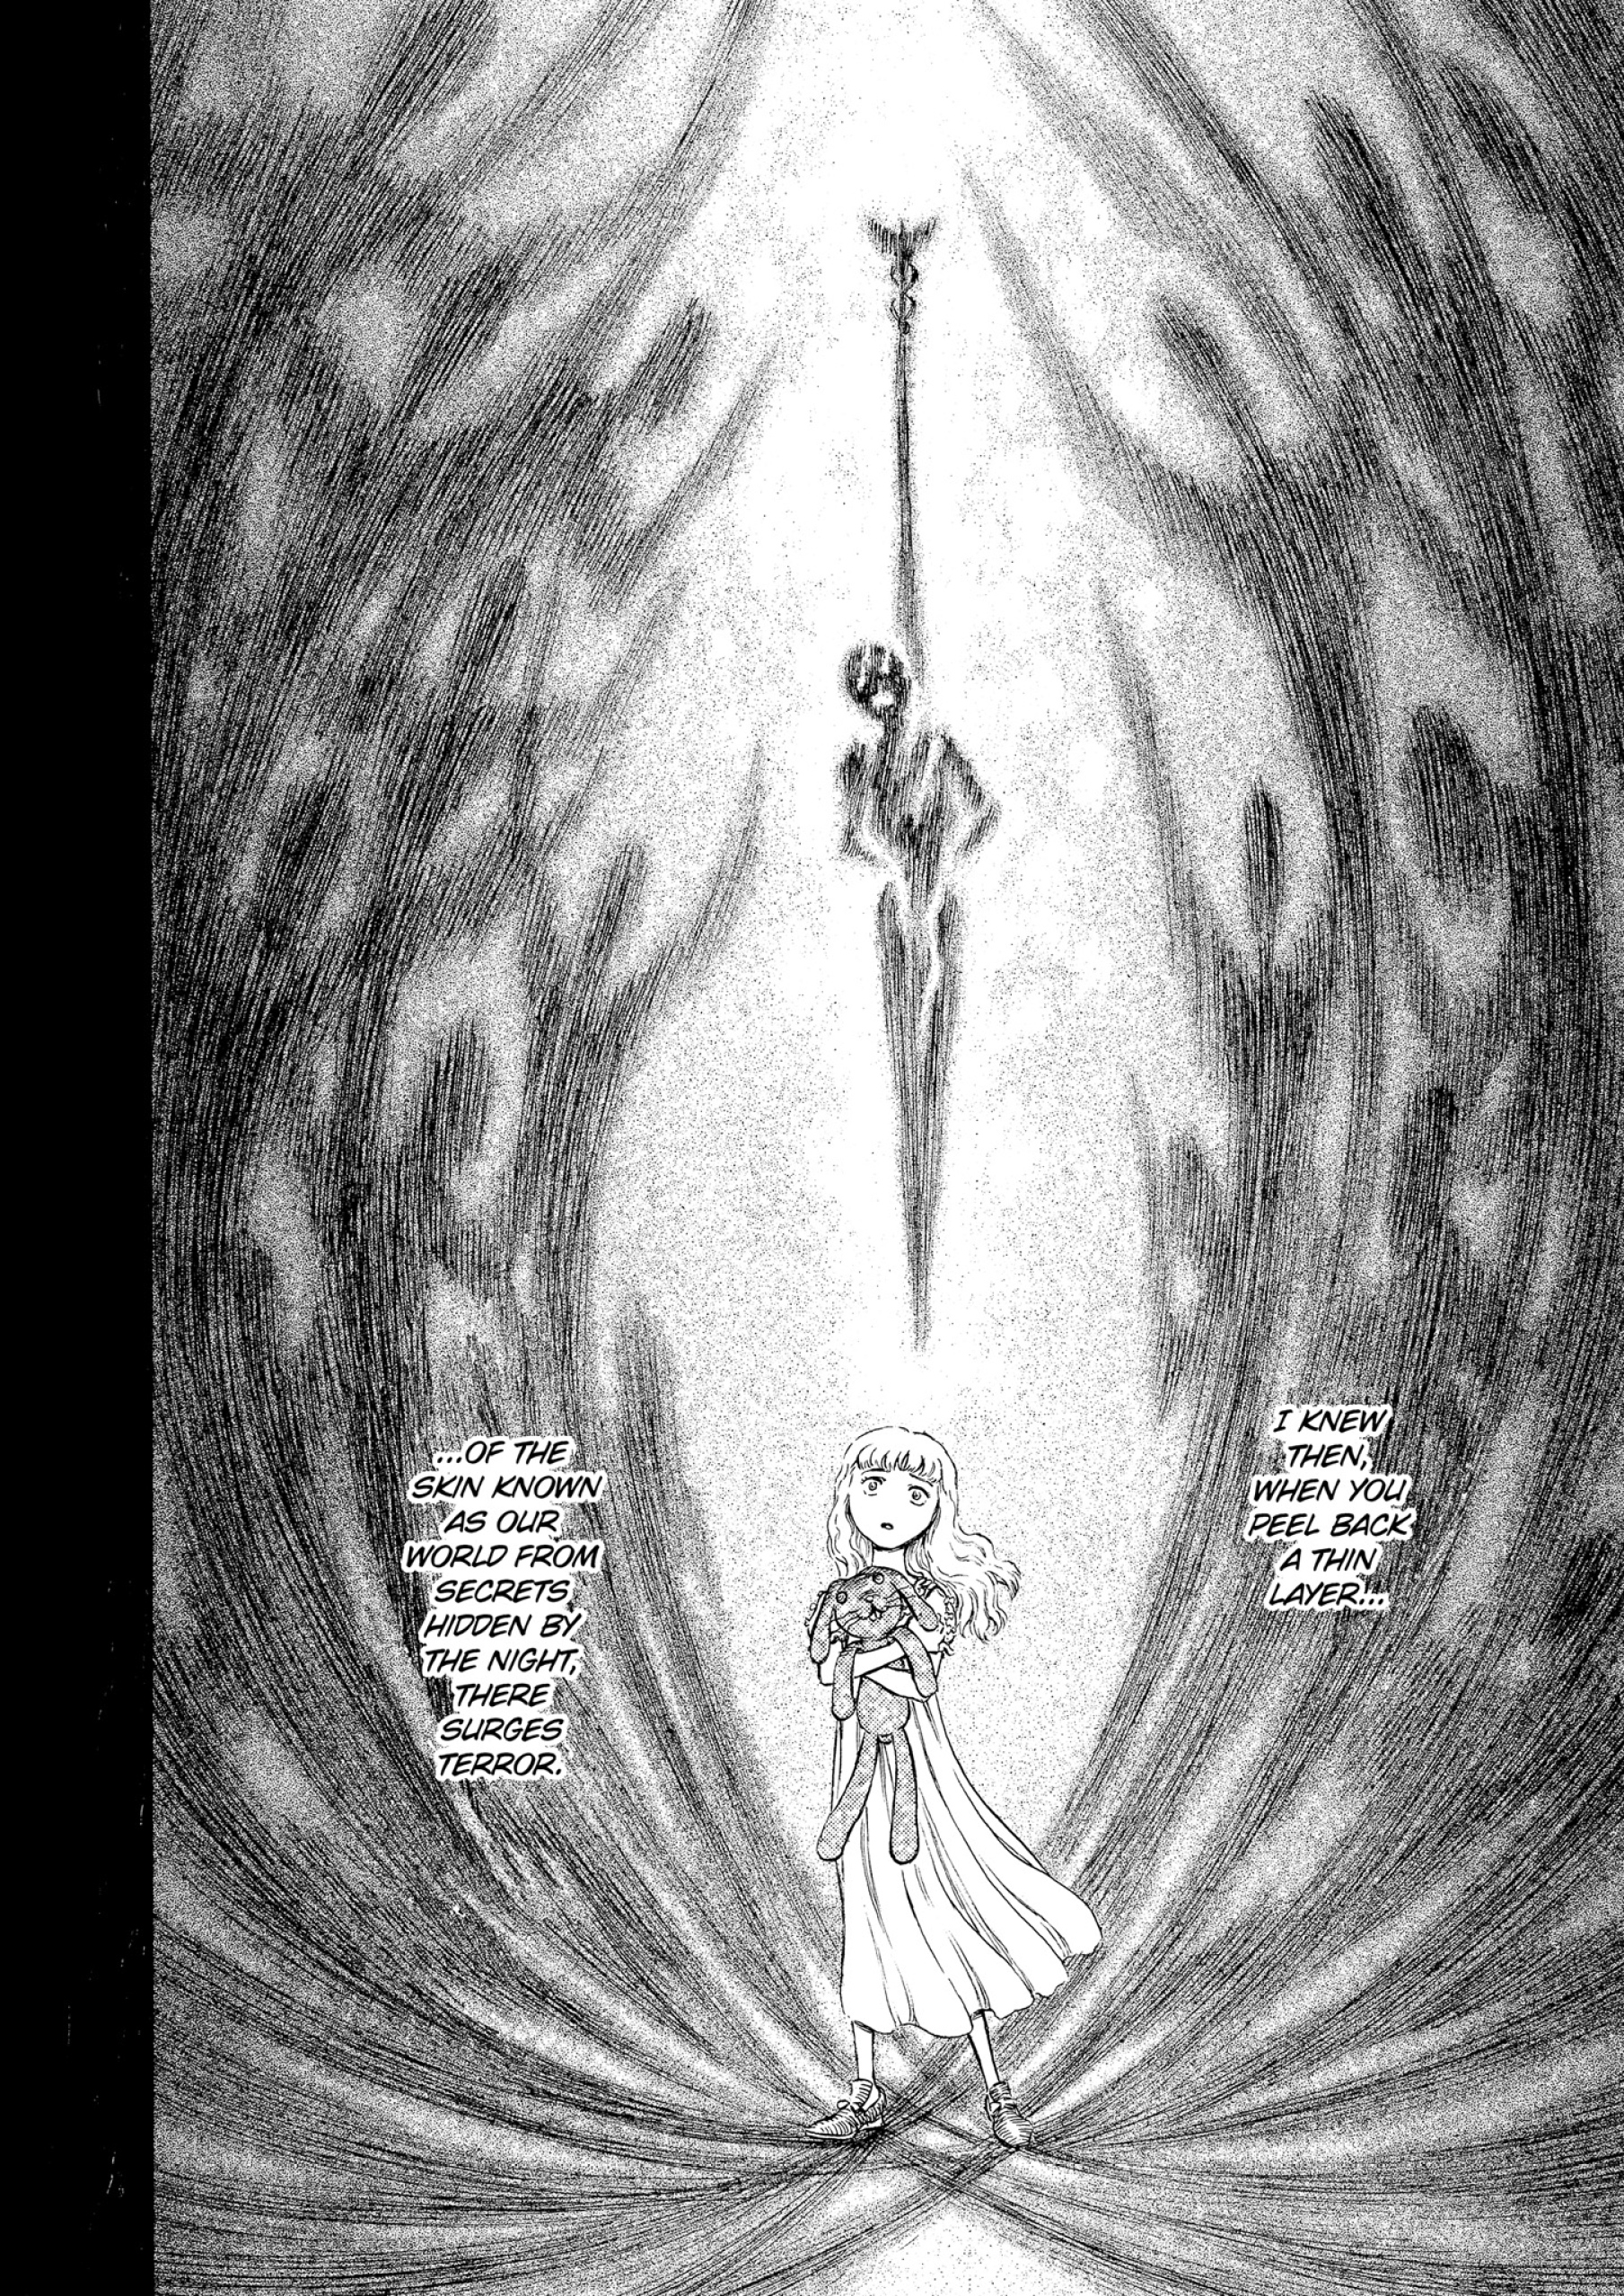 I KNEW
THEN,
WHEN YOU
PEEL BACK
A THIN
LAYER...
...OF THE
SKIN KNOWN
AS OUR
WORLD FROM
SECRETS
HIDDEN BY
THE NIGHT,
THERE
SURGES
TERROR.